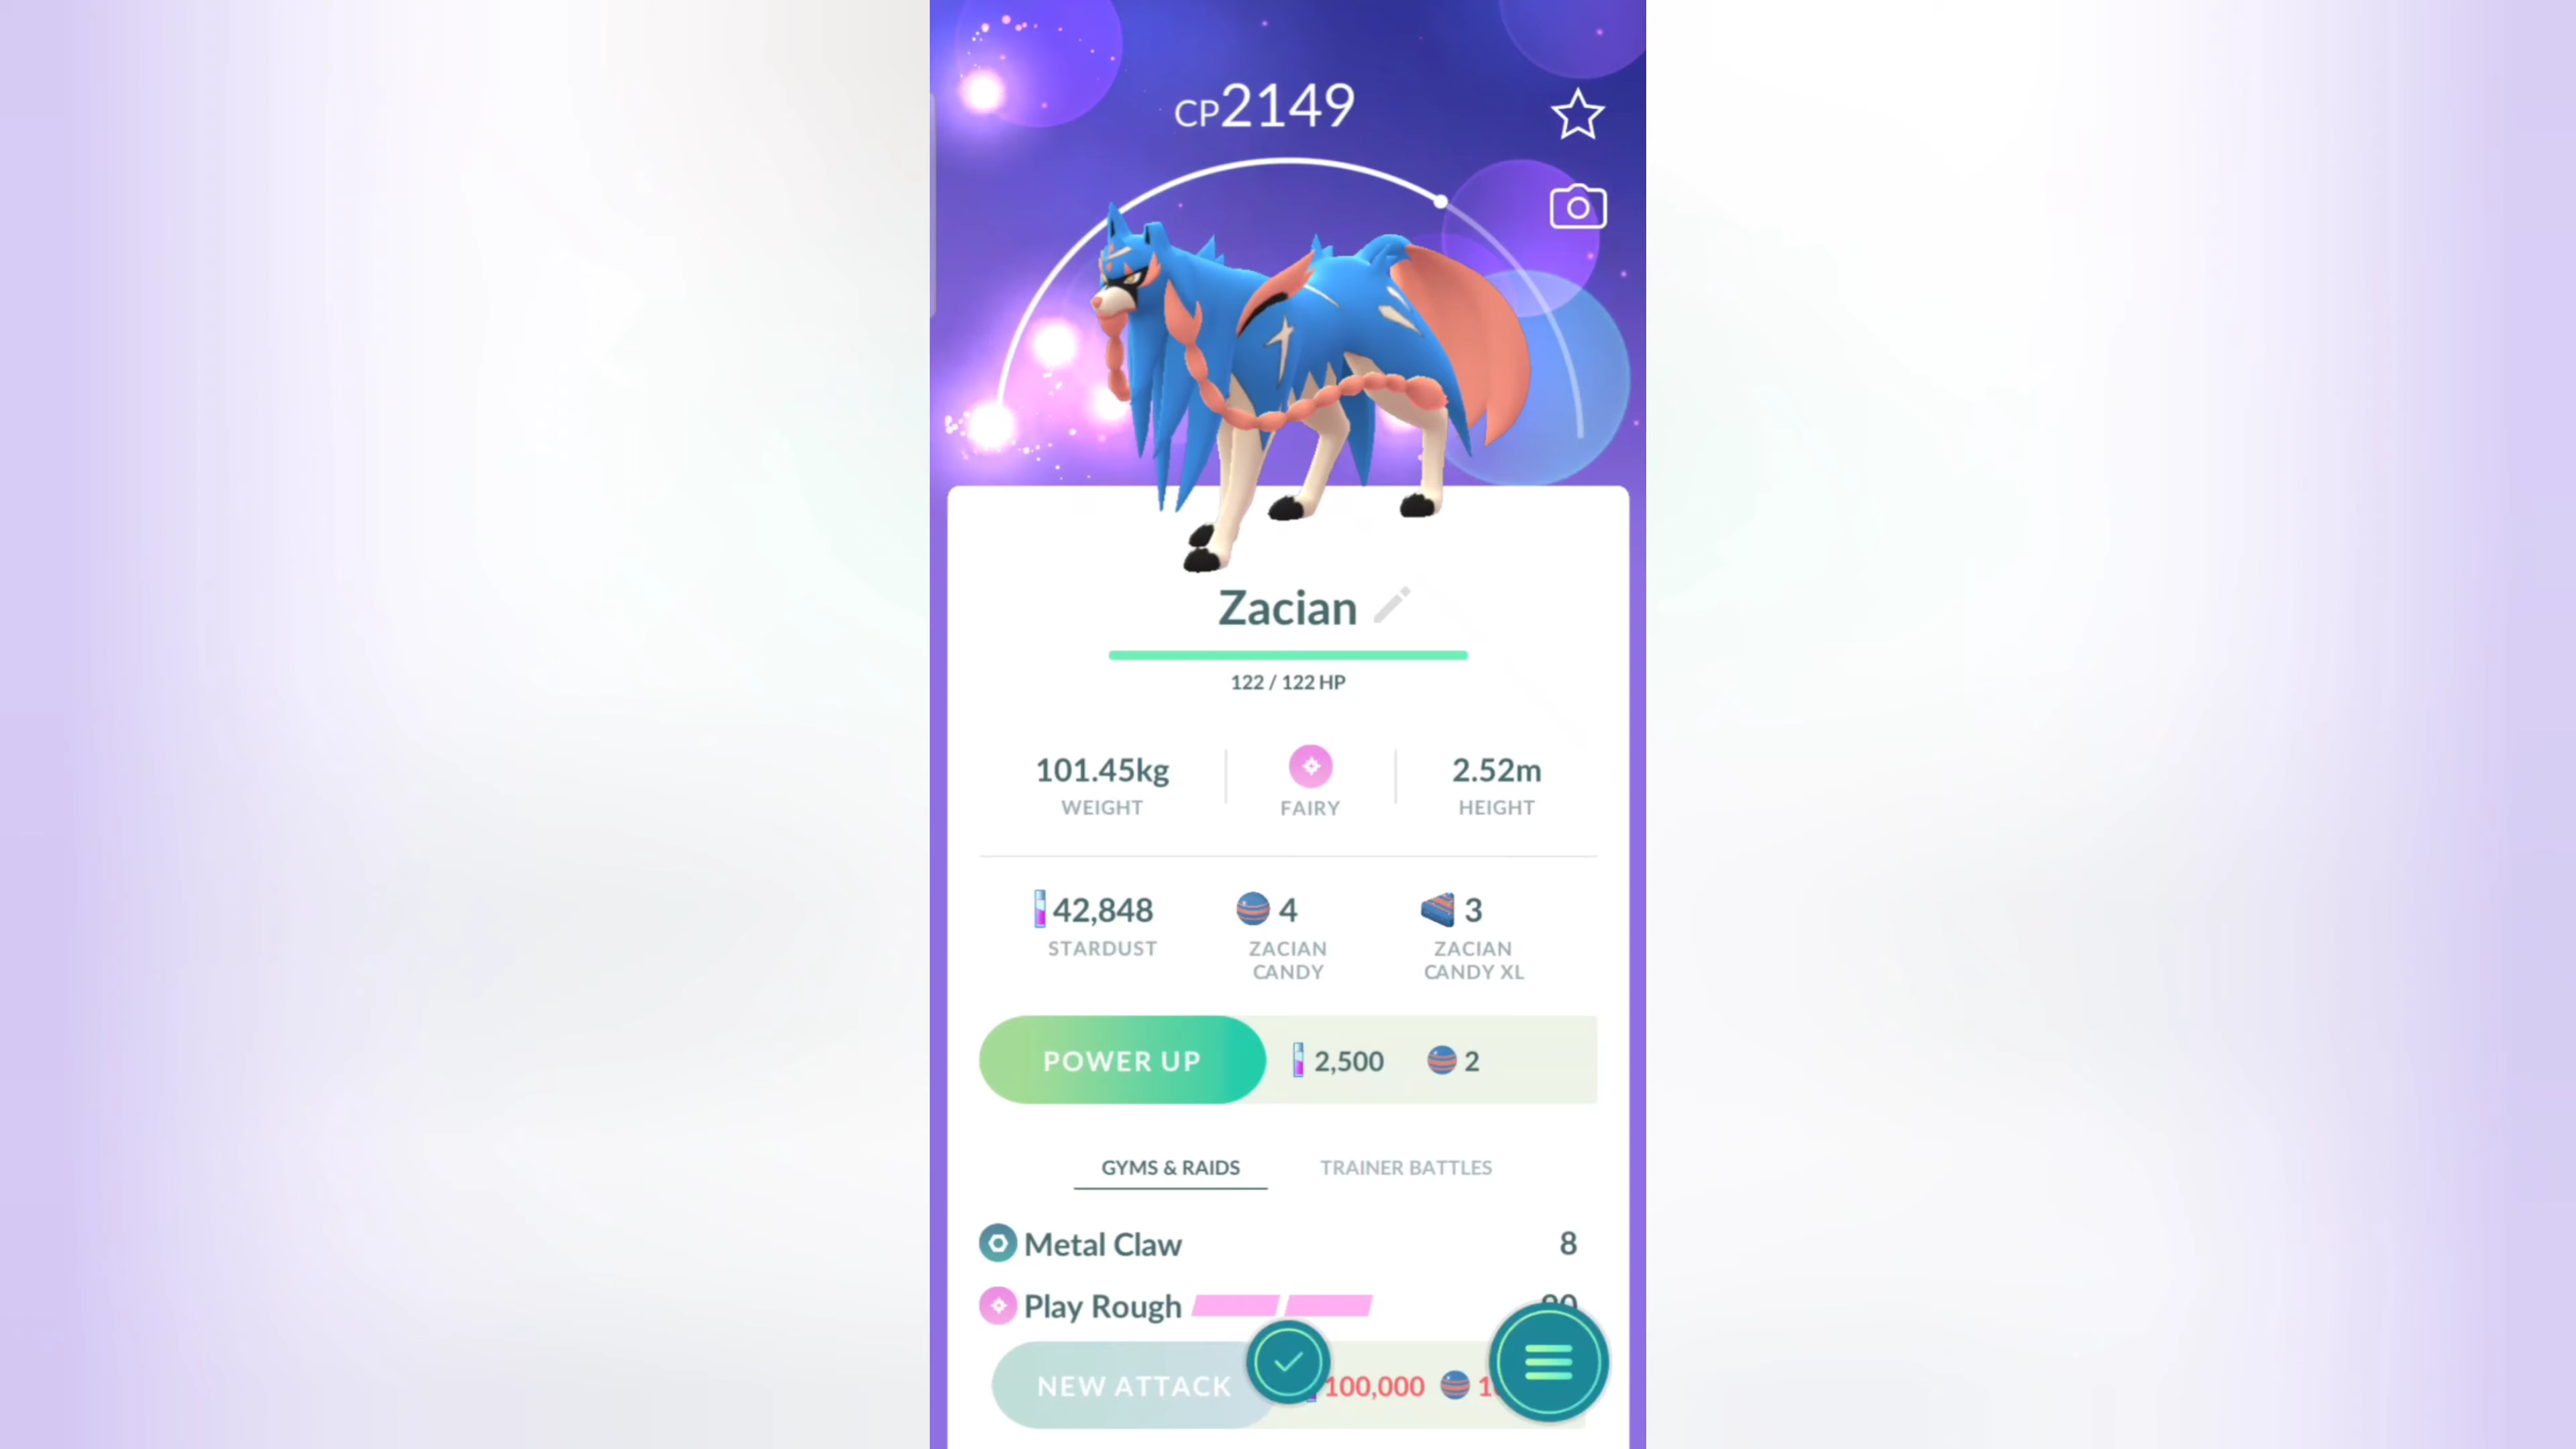 CP2149
Zacian
122 / 122 HP
101.45kg
WEIGHT
FAIRY
2.52m
HEIGHT
42,848
STARDUST
4
ZACIAN
CANDY
3
ZACIAN
CANDY XL
POWER UP
2,500
2
GYMS & RAIDS
TRAINER BATTLES
Metal Claw
8
Play Rough
NEW ATTACK
100,000